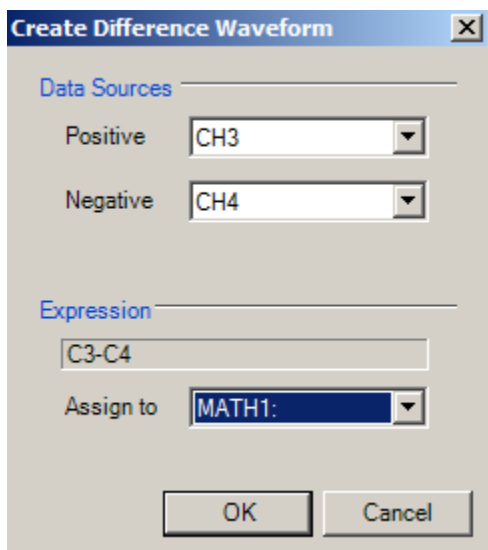 Create Difference Waveform
Data Sources
Positive CH3
Negative CH4
Expression
C3-C4
Assign to MATH1:
OK Cancel